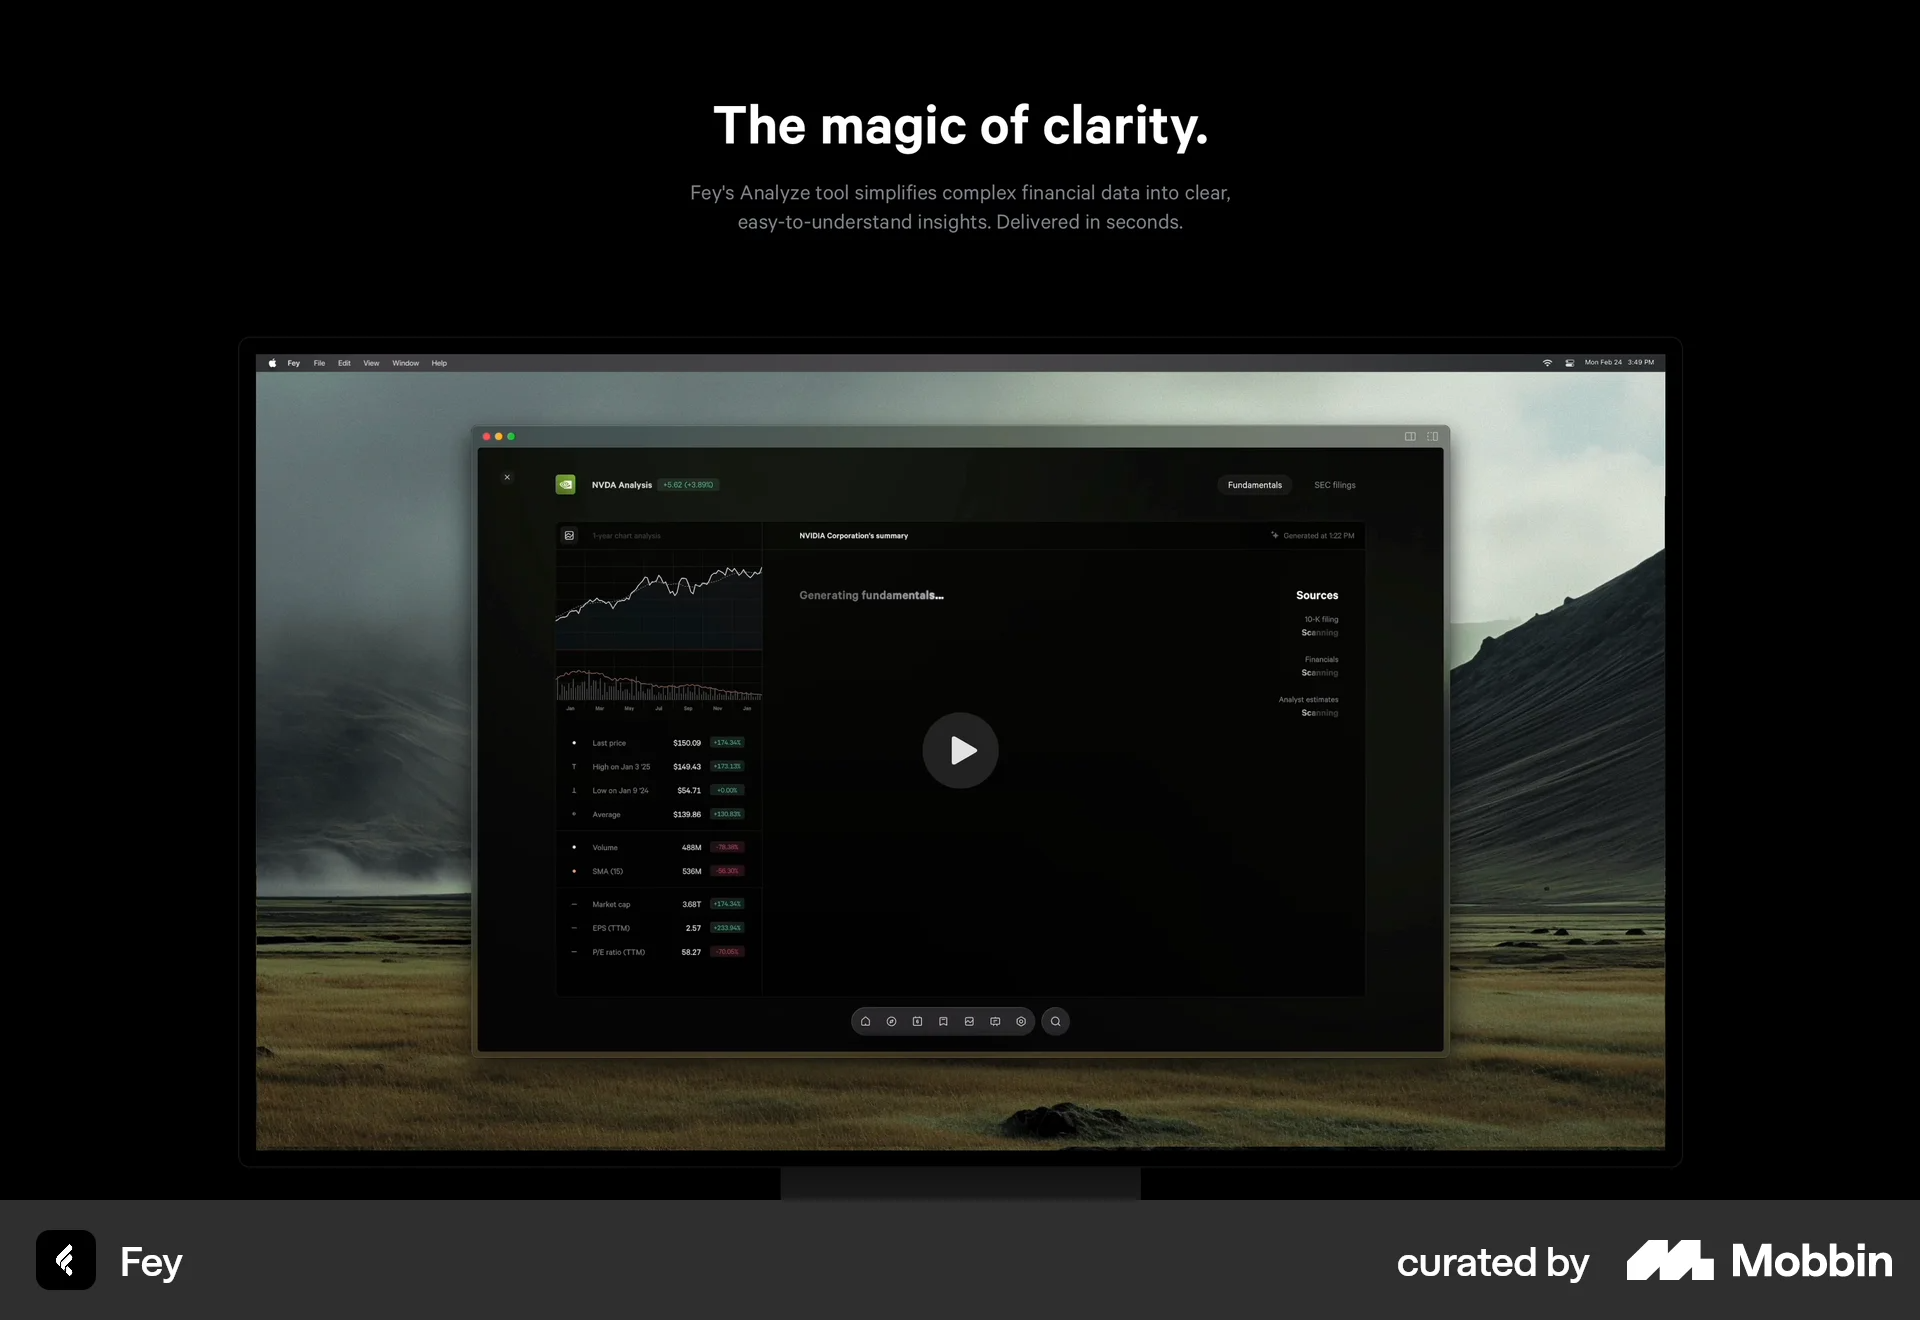 The magic of clarity.
Fey's Analyze tool simplifies complex financial data into clear,
easy-to-understand insights. Delivered in seconds.
Fey File Edit View Window Help
Mon Feb 24 3:49 PM
NVDA Analysis +5.62 (+3.89%)
Fundamentals SEC filings
1-year chart analysis
NVIDIA Corporation's summary
Generated at 1:22 PM
Generating fundamentals...
Sources
10-K filing
Scanning
Financials
Scanning
Analyst estimates
Scanning
Jan Mar May Jul Sep Nov Jan
Last price $150.09 +174.34%
High on Jan 3 '25 $149.43 +173.13%
Low on Jan 9 '24 $54.71 +0.00%
Average $139.86 +130.83%
Volume 488M -78.38%
SMA (15) 536M -56.30%
Market cap 3.68T +174.34%
EPS (TTM) 2.57 +233.94%
P/E ratio (TTM) 58.27 -70.05%
Fey
curated by Mobbin